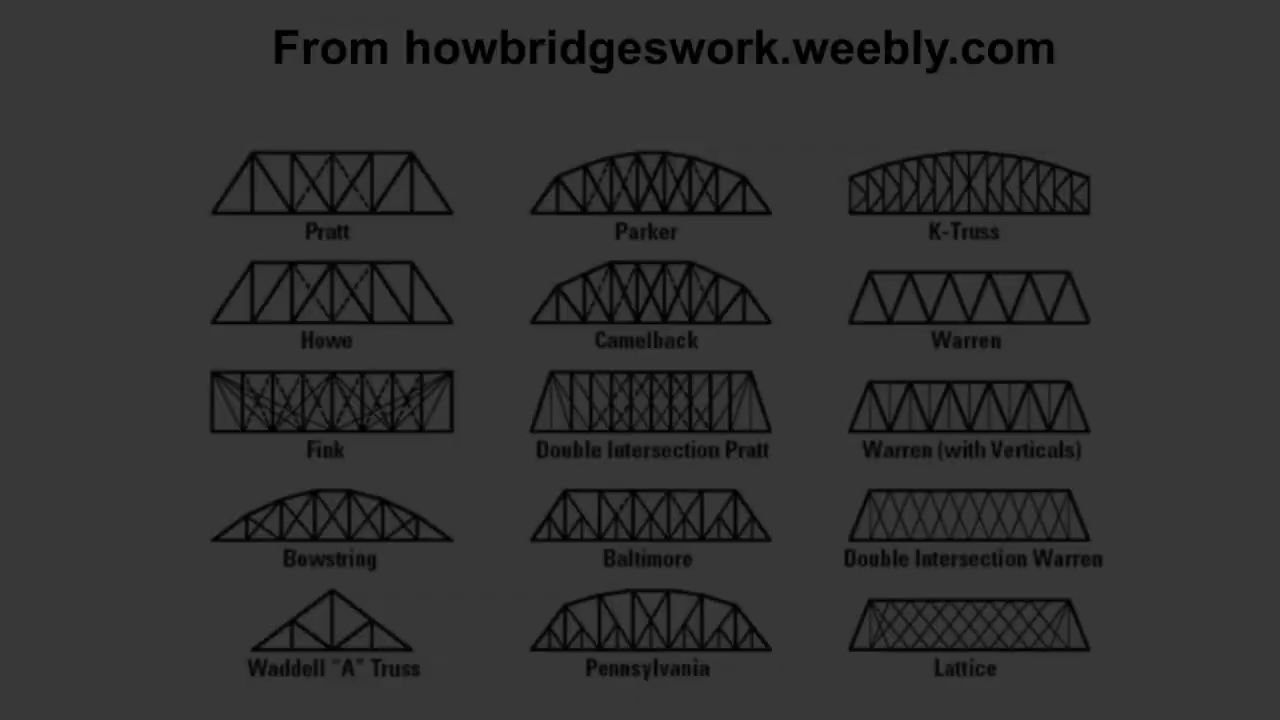 From howbridgeswork.weebly.com
Pratt
Parker
K-Truss
Howe
Camelback
Warren
Fink
Double Intersection Pratt
Warren (with Verticals)
Bowstring
Baltimore
Double Intersection Warren
Waddell "A" Truss
Pennsylvania
Lattice